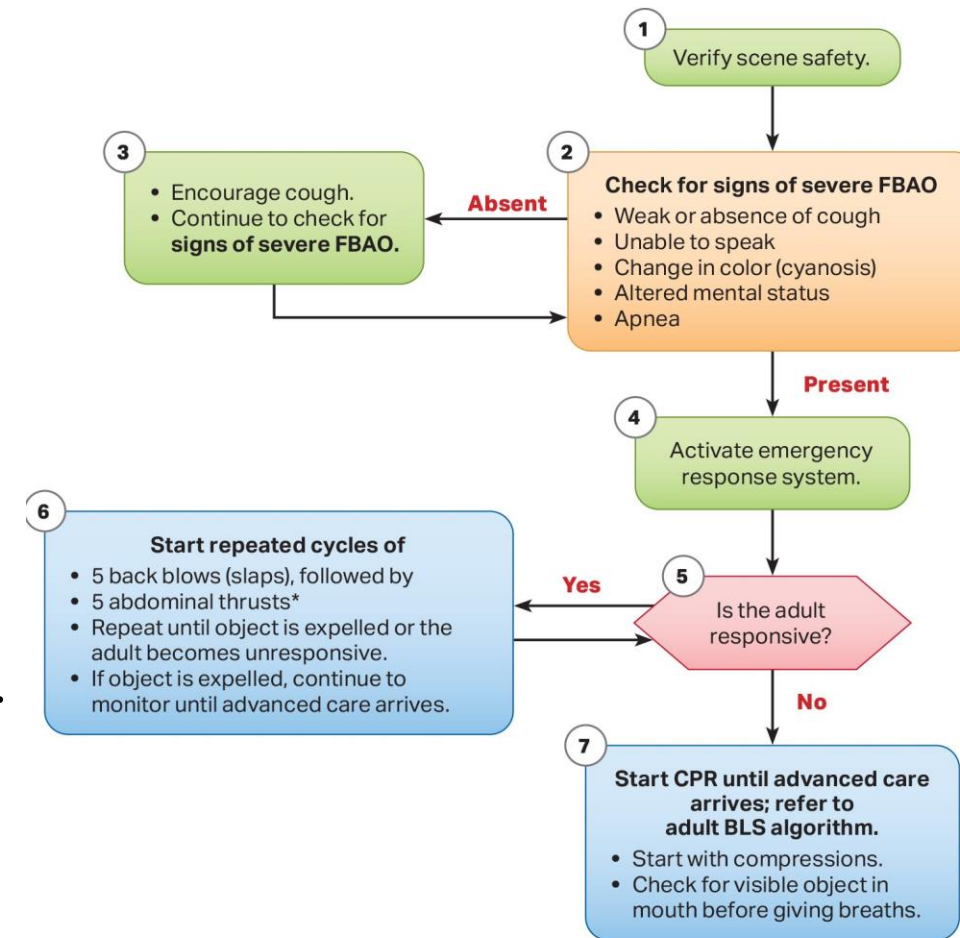 1
Verify scene safety.
2
Check for signs of severe FBAO
• Weak or absence of cough
• Unable to speak
• Change in color (cyanosis)
• Altered mental status
• Apnea
Absent
3
• Encourage cough.
• Continue to check for
signs of severe FBAO.
Present
4
Activate emergency
response system.
5
Is the adult
responsive?
Yes
6
Start repeated cycles of
• 5 back blows (slaps), followed by
• 5 abdominal thrusts*
• Repeat until object is expelled or the
adult becomes unresponsive.
• If object is expelled, continue to
monitor until advanced care arrives.
No
7
Start CPR until advanced care
arrives; refer to
adult BLS algorithm.
• Start with compressions.
• Check for visible object in
mouth before giving breaths.